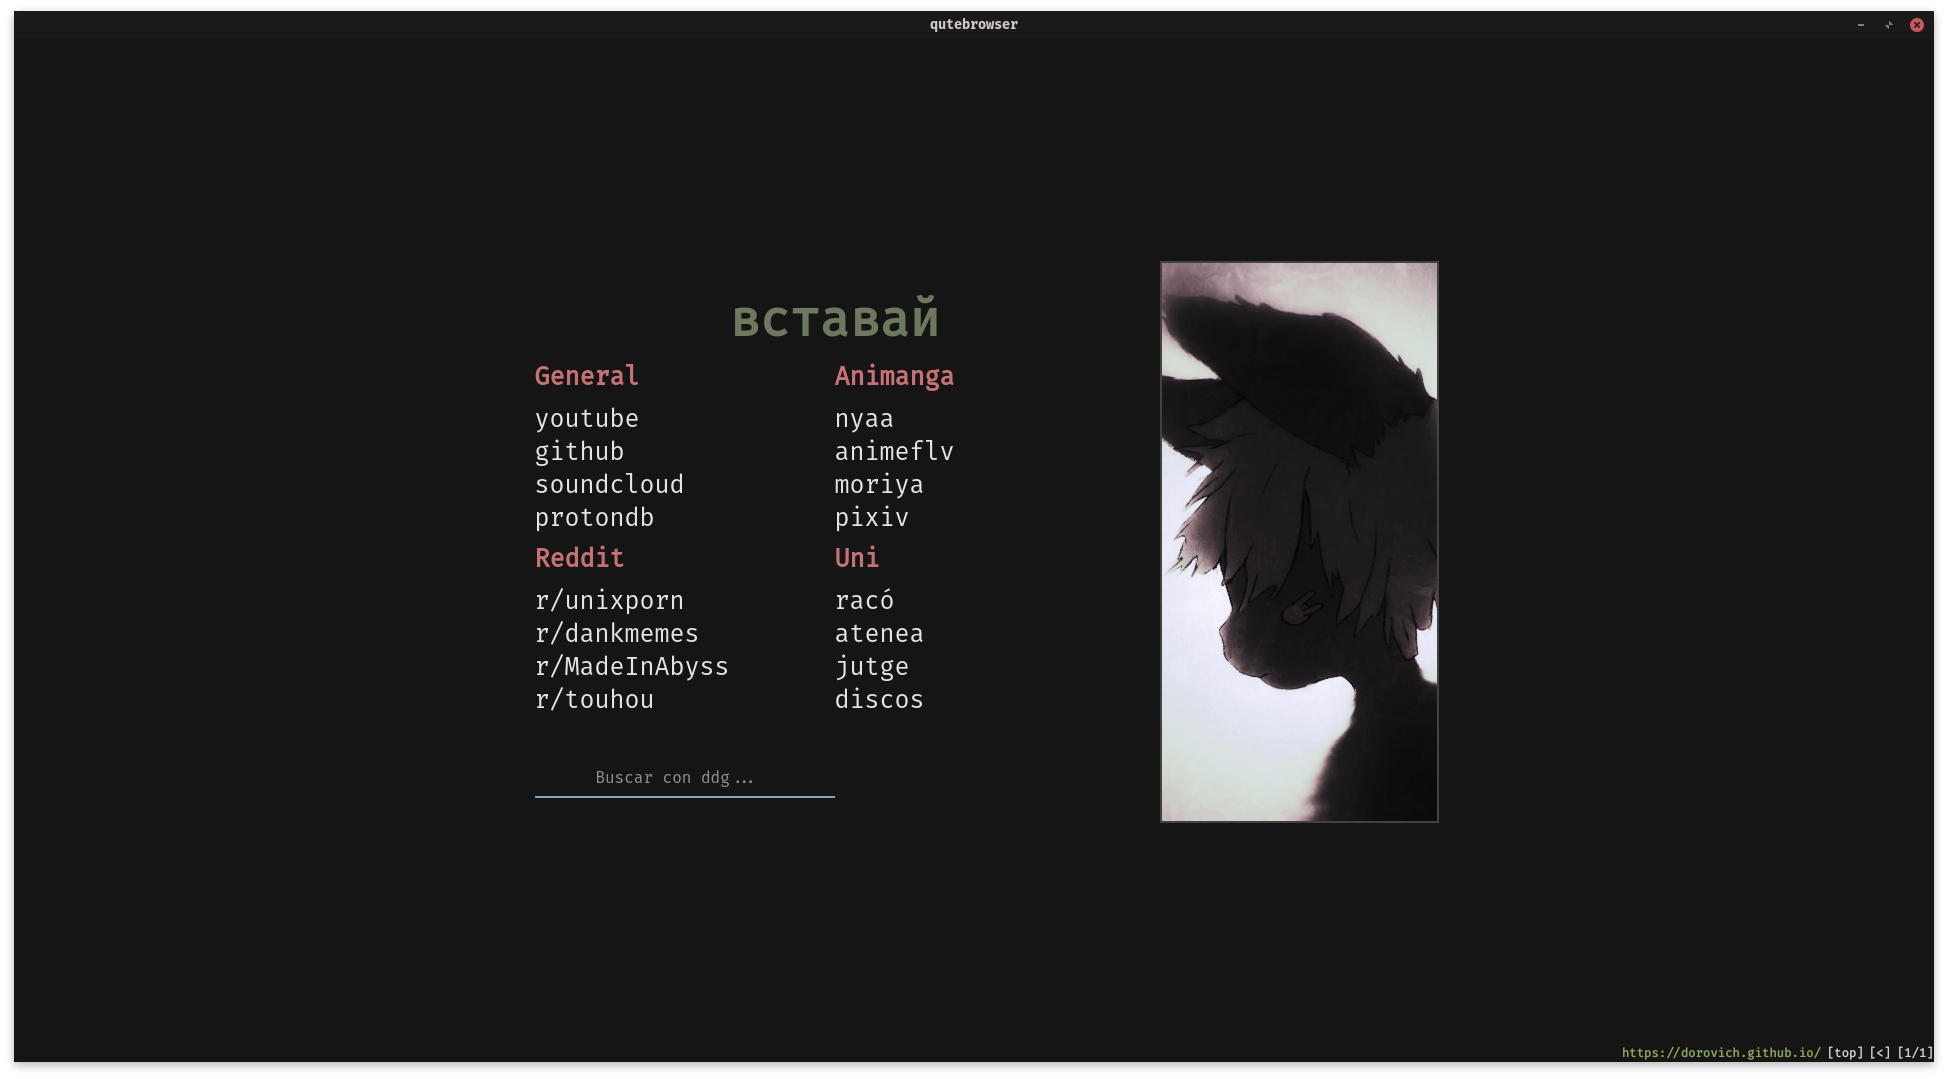 qutebrowser
вставай
General
youtube
github
soundcloud
protondb
Animanga
nyaa
animeflv
moriya
pixiv
Reddit
r/unixporn
r/dankmemes
r/MadeInAbyss
r/touhou
Uni
racó
atenea
jutge
discos
Buscar con ddg...
https://dorovich.github.io/ [top] [<] [1/1]